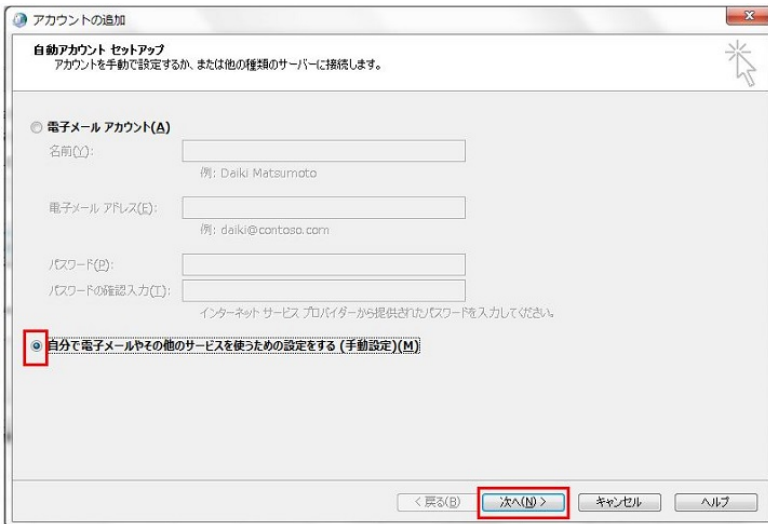 アカウントの追加
自動アカウント セットアップ
アカウントを手動で設定するか、または他の種類のサーバーに接続します。
電子メール アカウント(A)
名前(Y):
例: Daiki Matsumoto
電子メール アドレス(E):
例: daiki@contoso.com
パスワード(P):
パスワードの確認入力(T):
インターネット サービス プロバイダーから提供されたパスワードを入力してください。
自分で電子メールやその他のサービスを使うための設定をする (手動設定)(M)
< 戻る(B) 次へ(N) > キャンセル ヘルプ